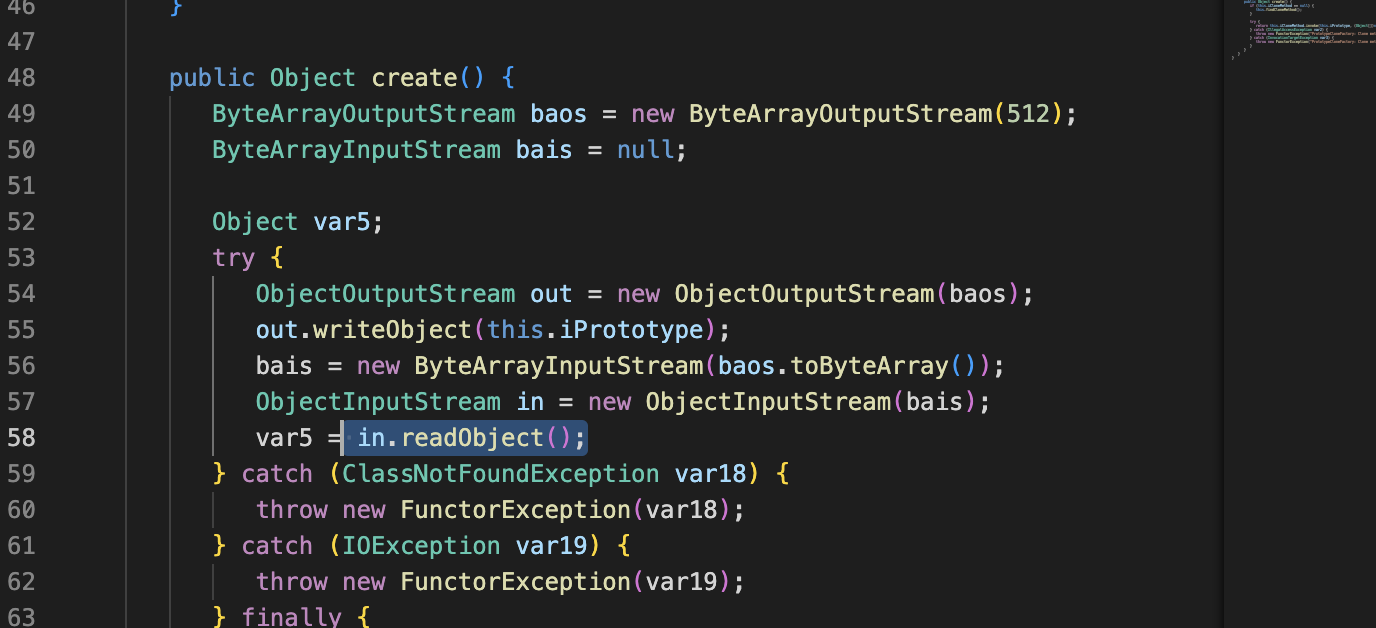 46 }
47
48 public Object create() {
49 ByteArrayOutputStream baos = new ByteArrayOutputStream(512);
50 ByteArrayInputStream bais = null;
51
52 Object var5;
53 try {
54 ObjectOutputStream out = new ObjectOutputStream(baos);
55 out.writeObject(this.iPrototype);
56 bais = new ByteArrayInputStream(baos.toByteArray());
57 ObjectInputStream in = new ObjectInputStream(bais);
58 var5 = in.readObject();
59 } catch (ClassNotFoundException var18) {
60 throw new FunctorException(var18);
61 } catch (IOException var19) {
62 throw new FunctorException(var19);
63 } finally {